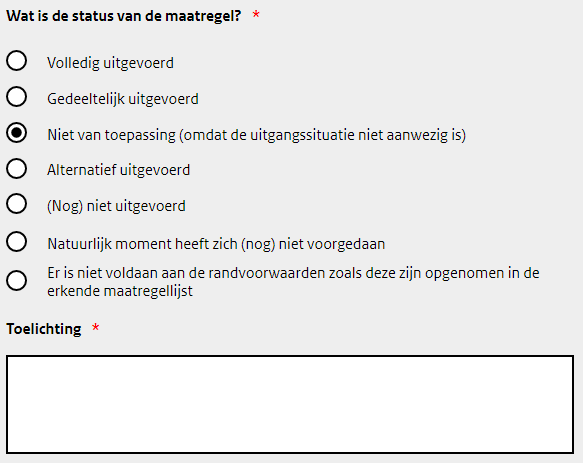 Wat is de status van de maatregel? *
Volledig uitgevoerd
Gedeeltelijk uitgevoerd
Niet van toepassing (omdat de uitgangssituatie niet aanwezig is)
Alternatief uitgevoerd
(Nog) niet uitgevoerd
Natuurlijk moment heeft zich (nog) niet voorgedaan
Er is niet voldaan aan de randvoorwaarden zoals deze zijn opgenomen in de
erkende maatregellijst
Toelichting *